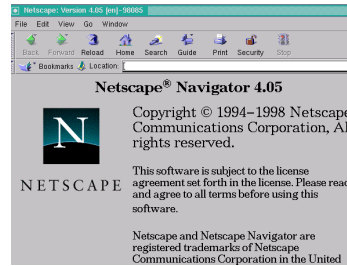 Netscape: Version 4.05 [en]-98085
File Edit View Go Window
Back Forward Reload Home Search Guide Print Security Stop
Bookmarks Location:
Netscape® Navigator 4.05
N
NETSCAPE
Copyright © 1994-1998 Netscape
Communications Corporation, Al
rights reserved.
This software is subject to the license
agreement set forth in the license. Please read
and agree to all terms before using this
software.
Netscape and Netscape Navigator are
registered trademarks of Netscape
Communications Corporation in the United